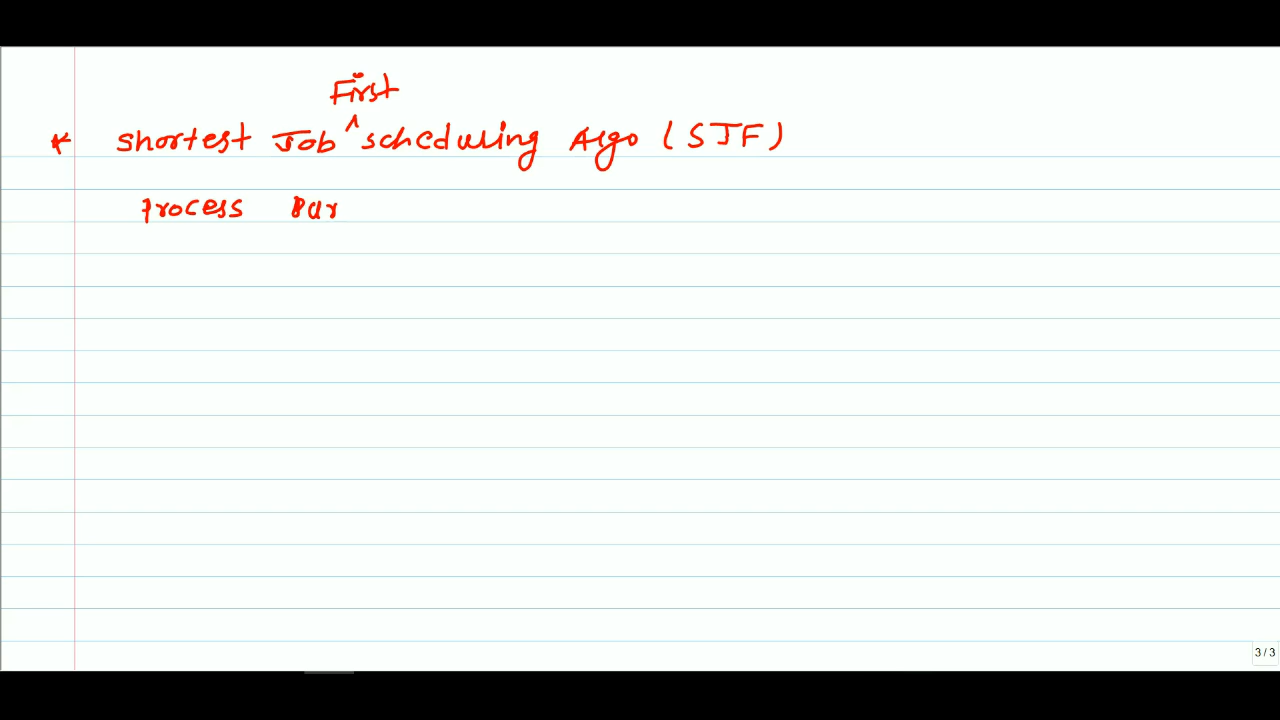 First
* Shortest Job ^ scheduling Algo (SJF)
Process Bur
3/3